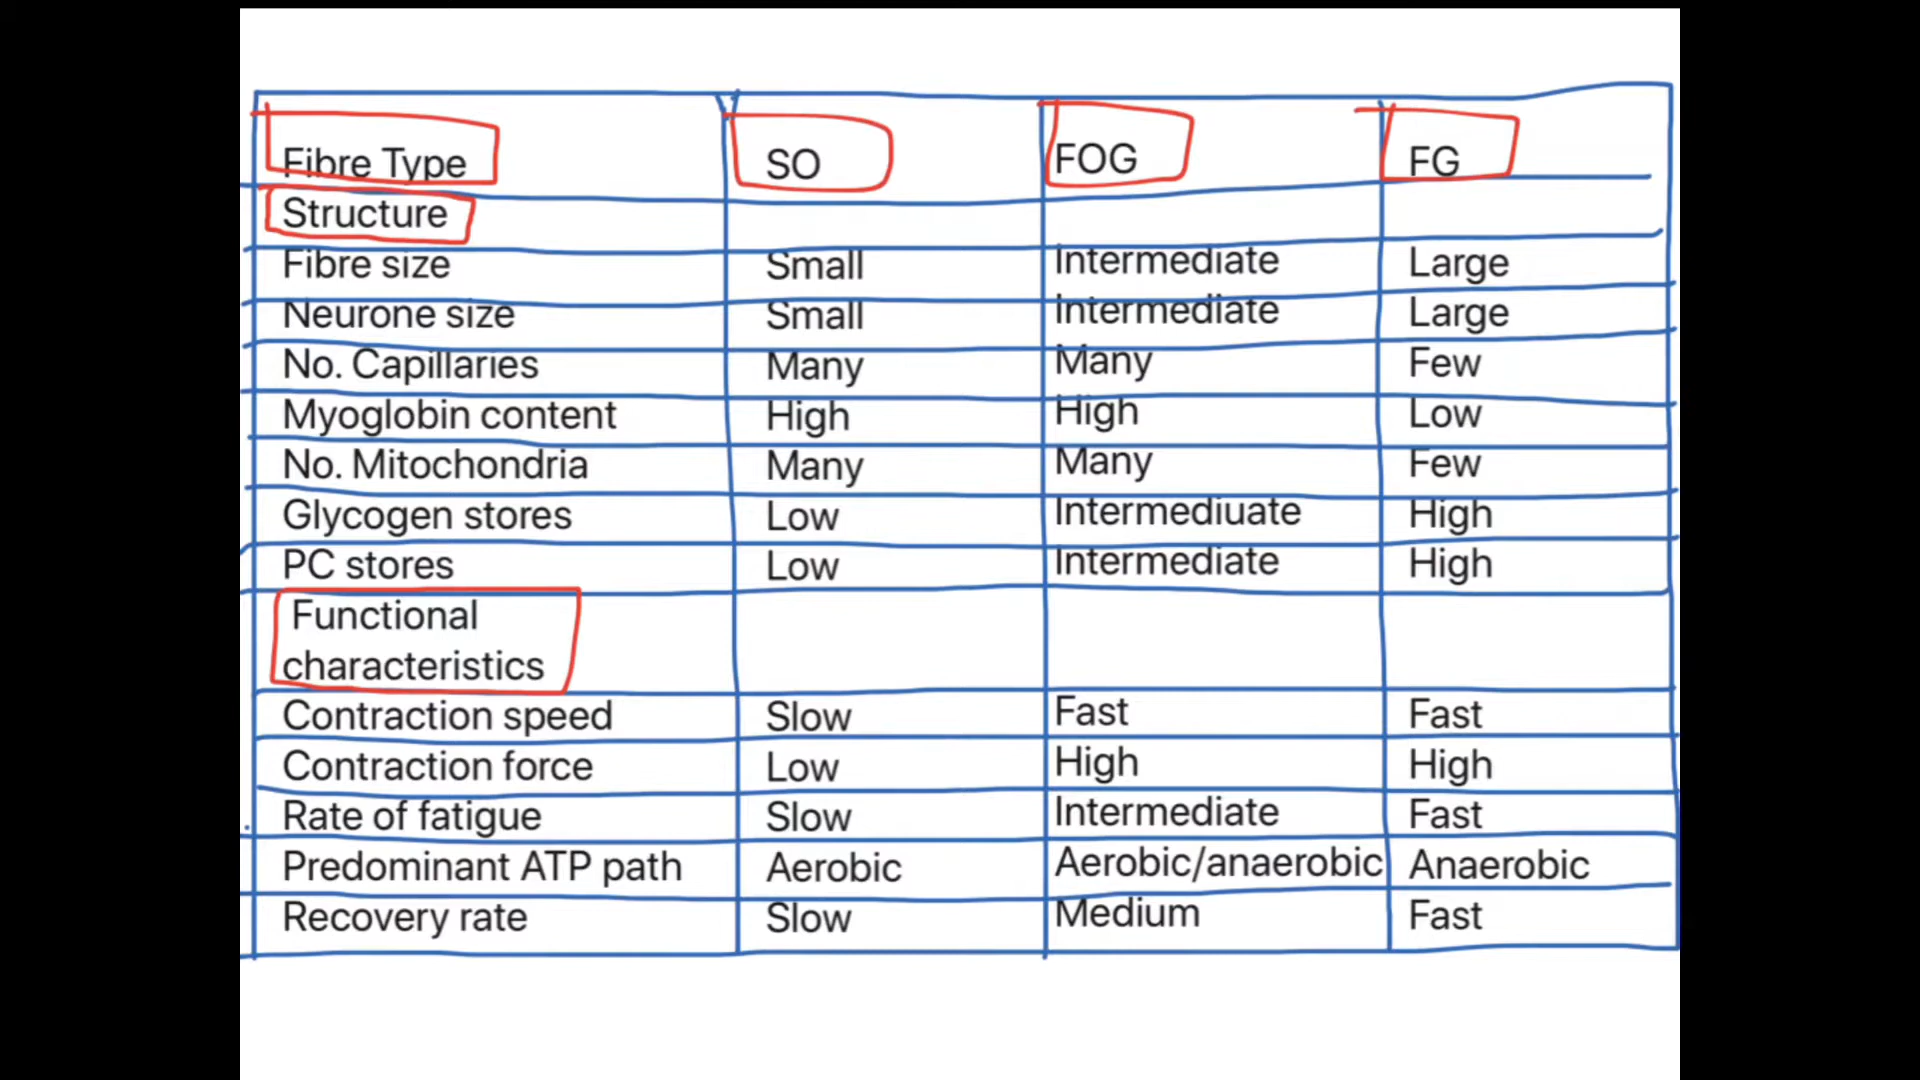 Fibre Type SO FOG FG
Structure
Fibre size Small Intermediate Large
Neurone size Small Intermediate Large
No. Capillaries Many Many Few
Myoglobin content High High Low
No. Mitochondria Many Many Few
Glycogen stores Low Intermediuate High
PC stores Low Intermediate High
Functional
characteristics
Contraction speed Slow Fast Fast
Contraction force Low High High
Rate of fatigue Slow Intermediate Fast
Predominant ATP path Aerobic Aerobic/anaerobic Anaerobic
Recovery rate Slow Medium Fast